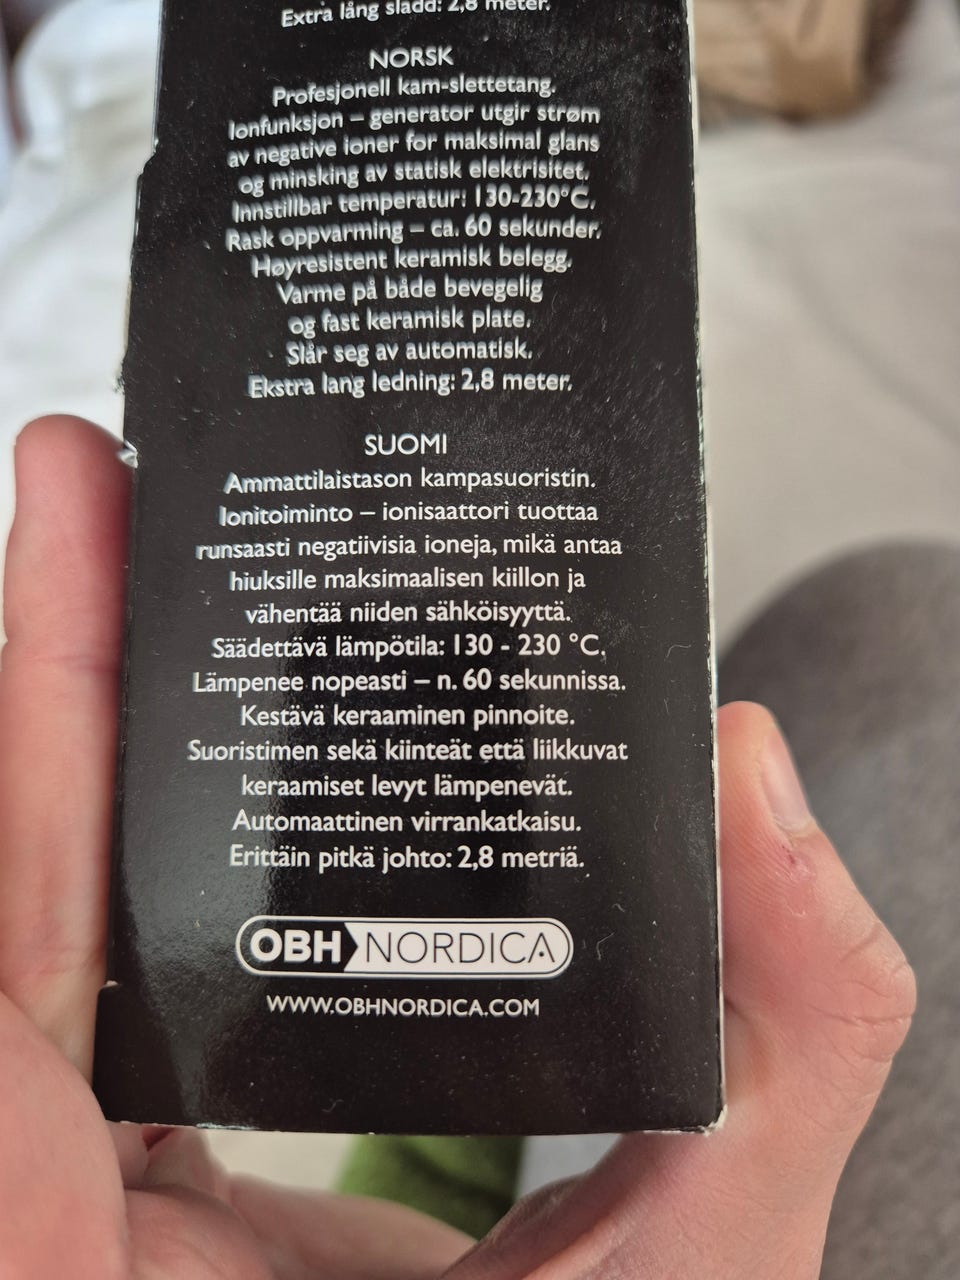 Extra lång sladd: 2,8 meter.
NORSK
Profesjonell kam-slettetang.
Ionfunksjon – generator utgir strøm
av negative ioner for maksimal glans
og minsking av statisk elektrisitet.
Innstillbar temperatur: 130-230°C.
Rask oppvarming – ca. 60 sekunder.
Høyresistent keramisk belegg.
Varme på både bevegelig
og fast keramisk plate.
Slår seg av automatisk.
Ekstra lang ledning: 2,8 meter.
SUOMI
Ammattilaistason kampasuoristin.
Ionitoiminto – ionisaattori tuottaa
runsaasti negatiivisia ioneja, mikä antaa
hiuksille maksimaalisen kiillon ja
vähentää niiden sähköisyyttä.
Säädettävä lämpötila: 130 - 230 °C.
Lämpenee nopeasti – n. 60 sekunnissa.
Kestävä keraaminen pinnoite.
Suoristimen sekä kiinteät että liikkuvat
keraamiset levyt lämpenevät.
Automaattinen virrankatkaisu.
Erittäin pitkä johto: 2,8 metriä.
OBH NORDICA
WWW.OBHNORDICA.COM